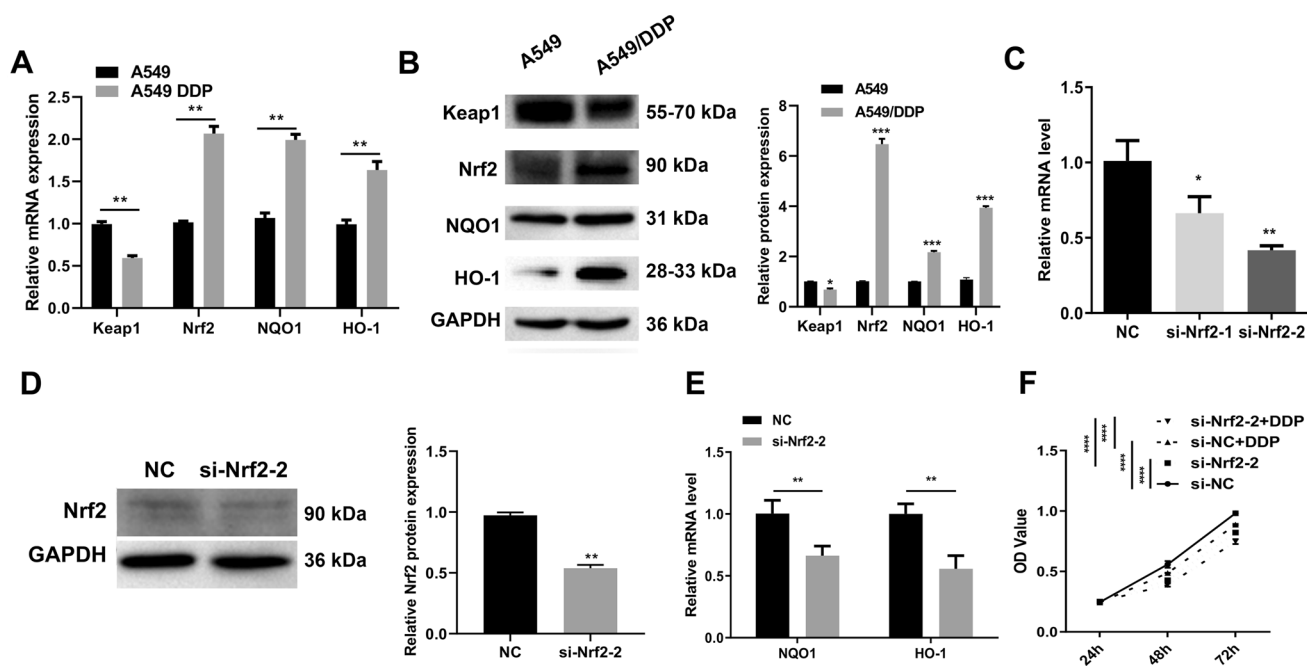 A
A549
A549 DDP
Relative mRNA expression
2.5
2.0
1.5
1.0
0.5
0.0
**
**
**
**
Keap1
Nrf2
NQO1
HO-1
B
A549
A549/DDP
Keap1
55-70 kDa
Nrf2
90 kDa
NQO1
31 kDa
HO-1
28-33 kDa
GAPDH
36 kDa
A549
A549/DDP
Relative protein expression
8
6
4
2
0
*
***
***
***
Keap1
Nrf2
NQO1
HO-1
C
Relative mRNA level
1.5
1.0
0.5
0.0
*
**
NC
si-Nrf2-1
si-Nrf2-2
D
NC
si-Nrf2-2
Nrf2
90 kDa
GAPDH
36 kDa
Relative Nrf2 protein expression
1.5
1.0
0.5
0.0
**
NC
si-Nrf2-2
E
NC
si-Nrf2-2
Relative mRNA level
1.5
1.0
0.5
0.0
**
**
NQO1
HO-1
F
si-Nrf2-2+DDP
si-NC+DDP
si-Nrf2-2
si-NC
****
****
****
****
OD Value
1.5
1.0
0.5
0.0
24h
48h
72h